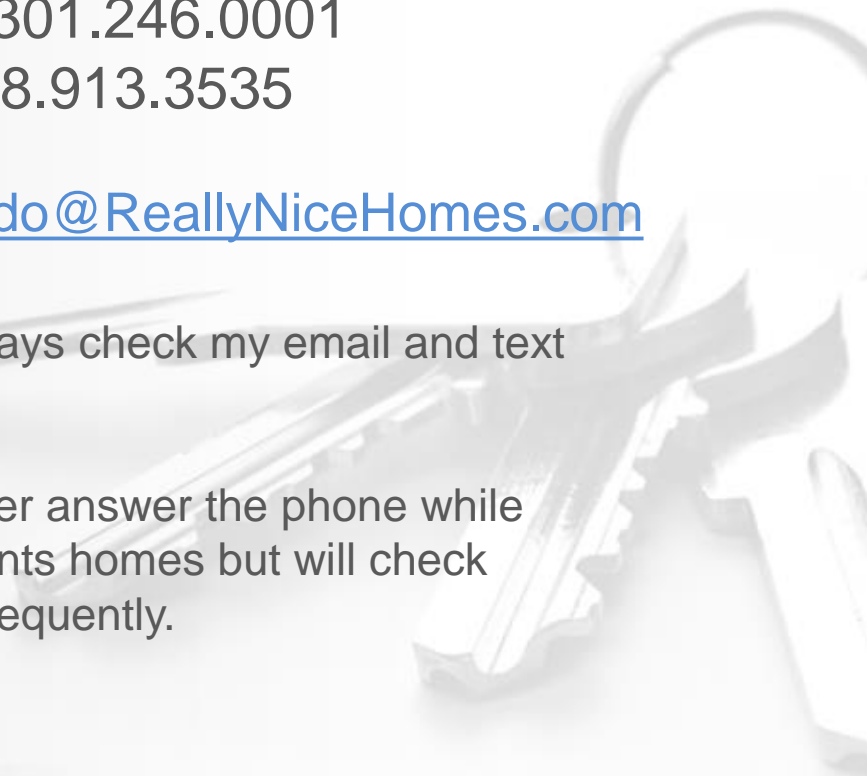 301.246.0001
8.913.3535
do@ReallyNiceHomes.com
ays check my email and text
er answer the phone while
nts homes but will check
equently.